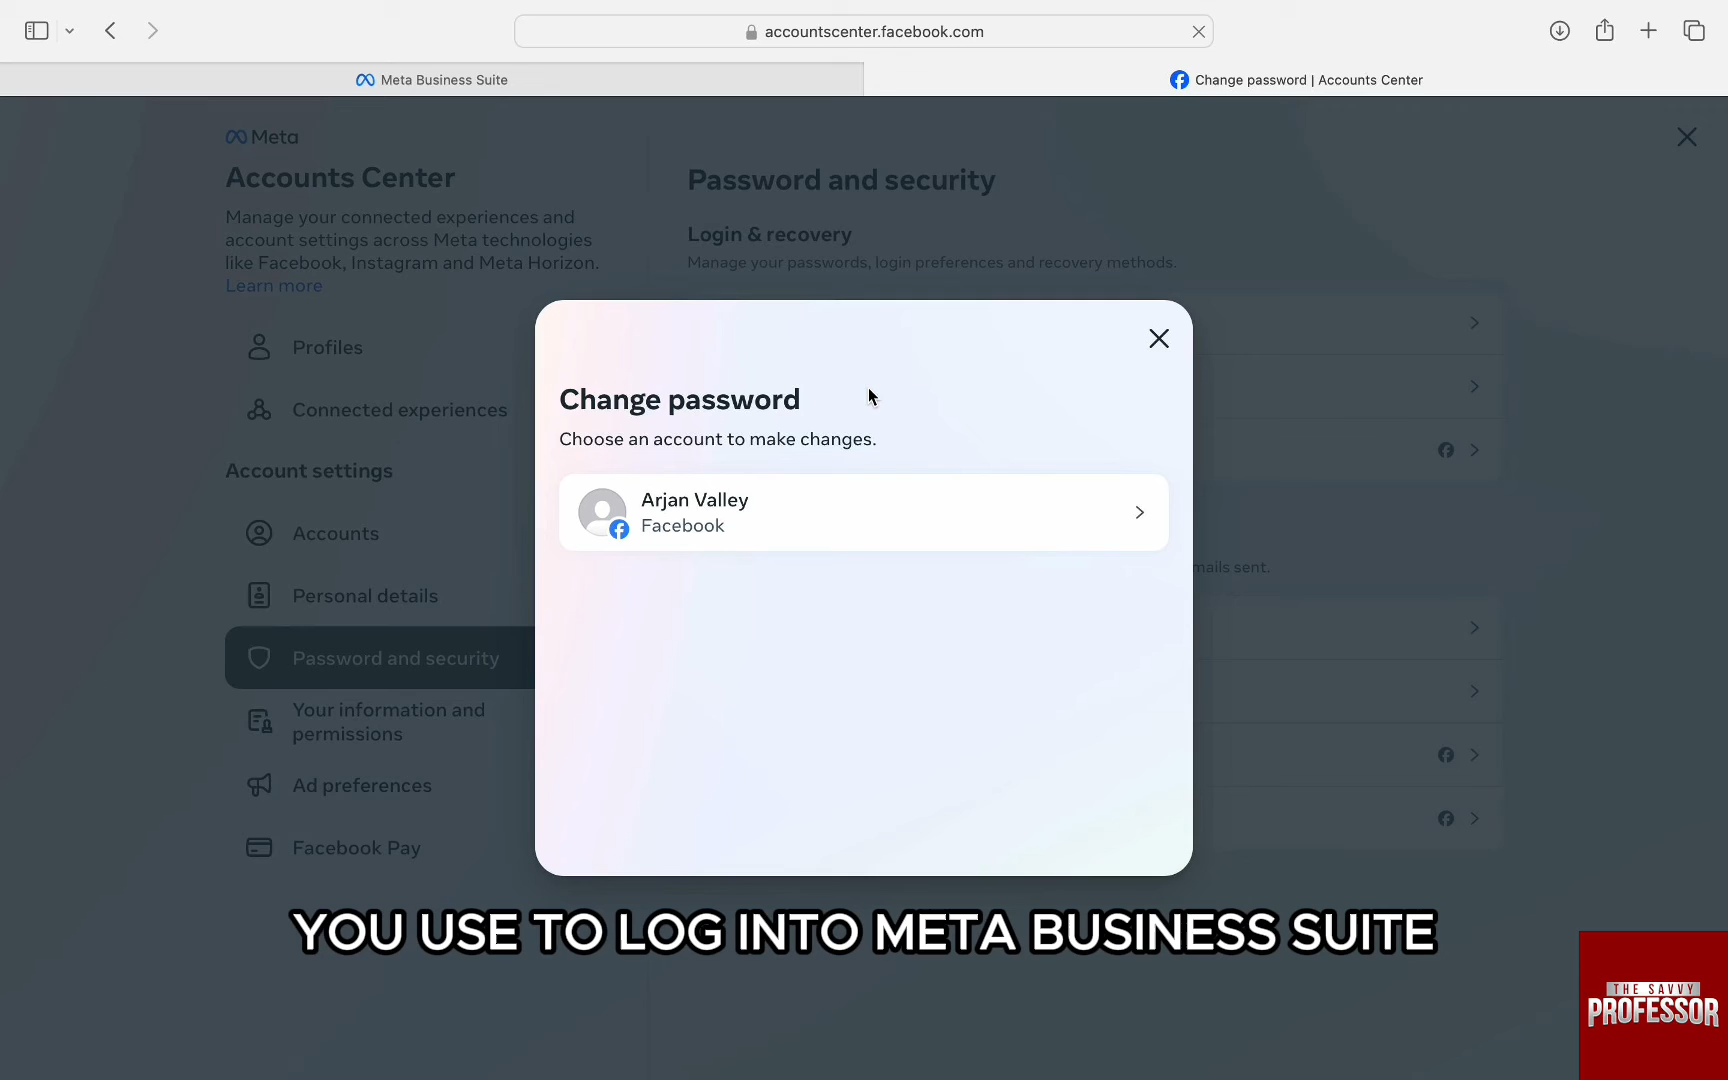 accountscenter.facebook.com
Meta Business Suite
Change password | Accounts Center
Meta
Accounts Center
Manage your connected experiences and
account settings across Meta technologies
like Facebook, Instagram and Meta Horizon.
Learn more
Profiles
Connected experiences
Account settings
Accounts
Personal details
Password and security
Your information and
permissions
Ad preferences
Facebook Pay
Password and security
Login & recovery
Manage your passwords, login preferences and recovery methods.
mails sent.
Change password
Choose an account to make changes.
Arjan Valley
Facebook
YOU USE TO LOG INTO META BUSINESS SUITE
THE SAVVY
PROFESSOR